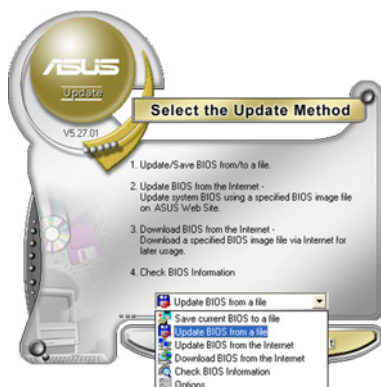 ASUS
Update
V5.27.01
Select the Update Method
1. Update/Save BIOS from/to a file.
2. Update BIOS from the Internet -
Update system BIOS using a specified BIOS image file
on ASUS Web Site.
3. Download BIOS from the Internet -
Download a specified BIOS image file via Internet for
later usage.
4. Check BIOS Information
Update BIOS from a file
Save current BIOS to a file
Update BIOS from a file
Update BIOS from the Internet
Download BIOS from the Internet
Check BIOS Information
Options